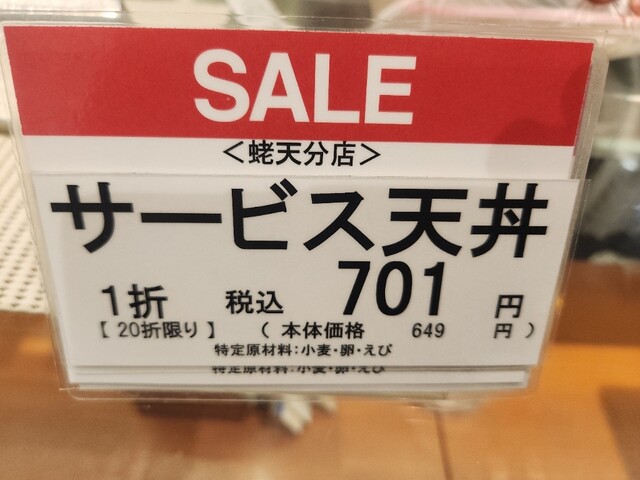 SALE
<蛯天分店>
サービス天丼
1折 税込 701 円
【20折限り】 (本体価格 649 円)
特定原材料:小麦・卵・えび
特定原材料:小麦・卵・えび